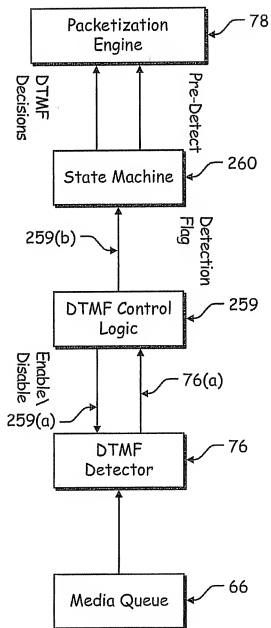 Packetization
Engine
78
DTMF
Decisions
Pre-Detect
State Machine
260
259(b)
Detection
Flag
DTMF Control
Logic
259
Enable\
Disable
259(a)
76(a)
DTMF
Detector
76
Media Queue
66